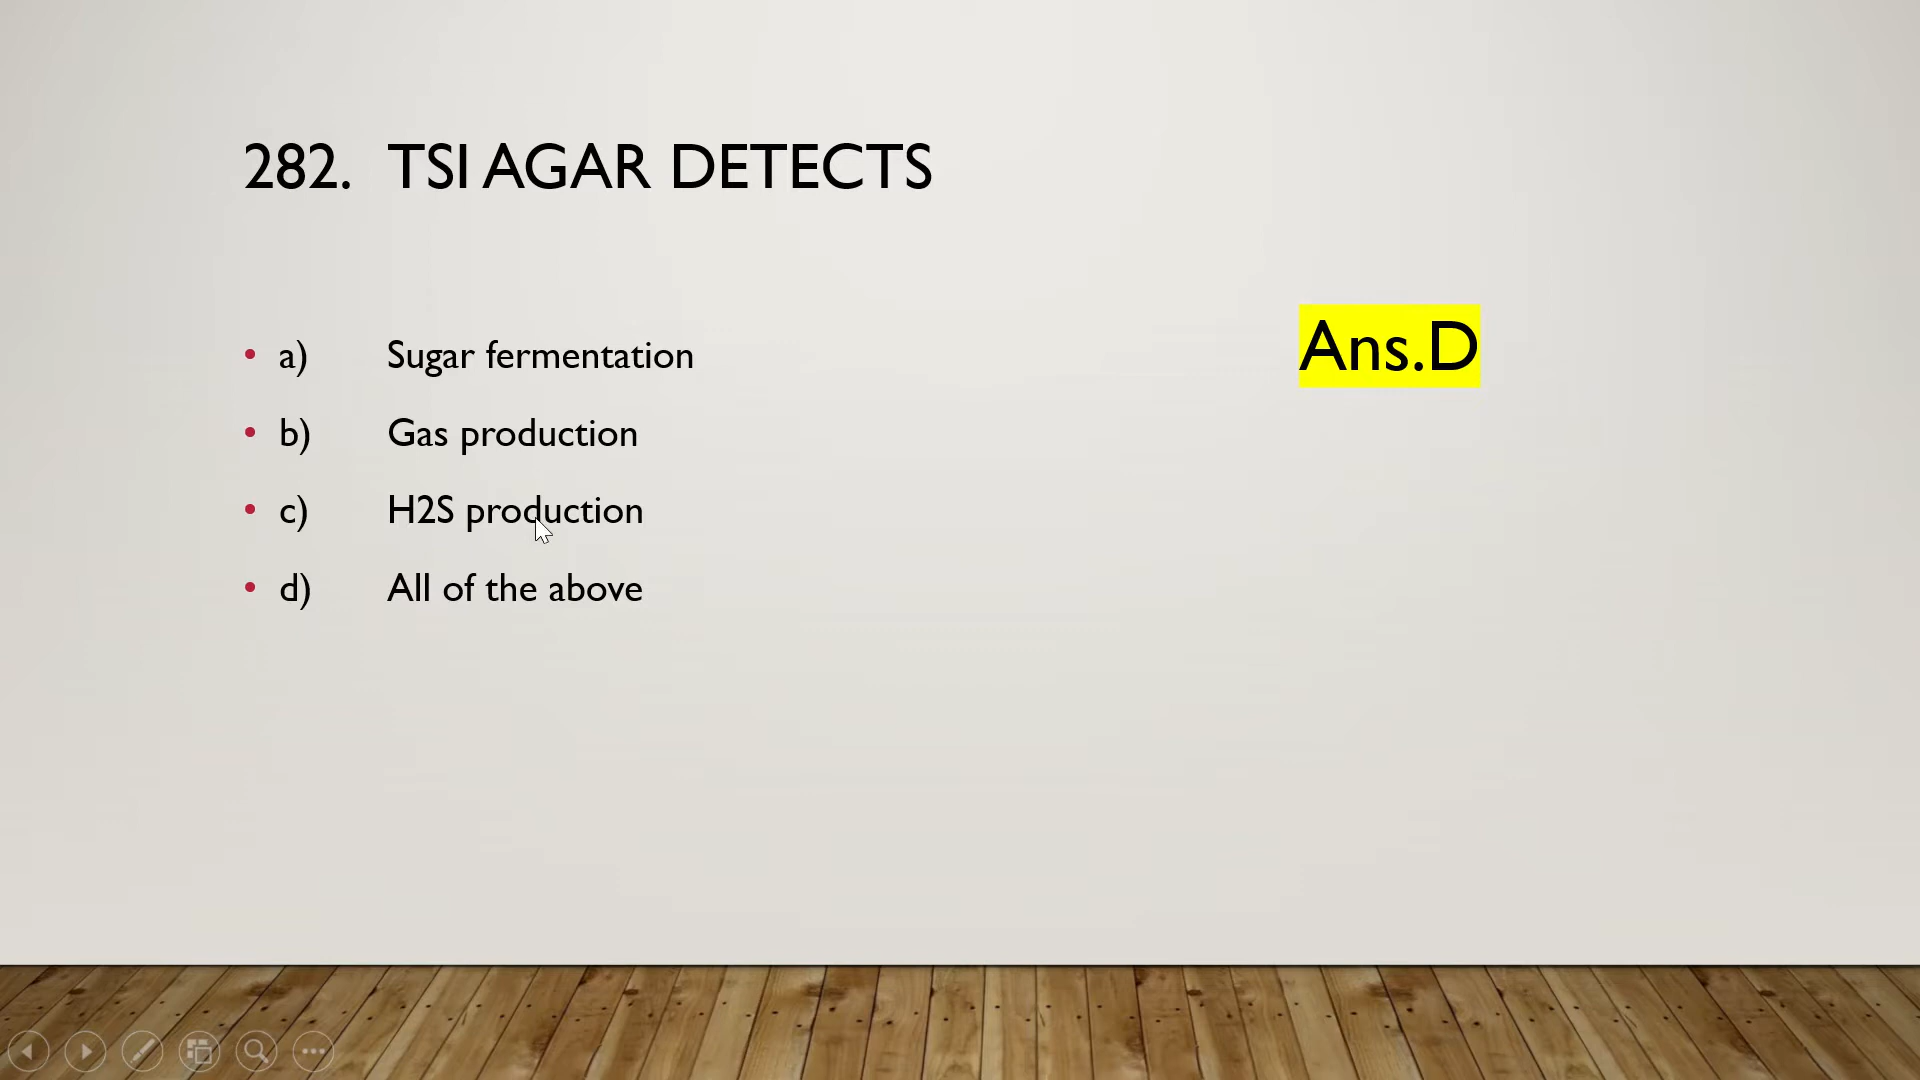 282. TSI AGAR DETECTS
Ans.D
• a) Sugar fermentation
• b) Gas production
• c) H2S production
• d) All of the above